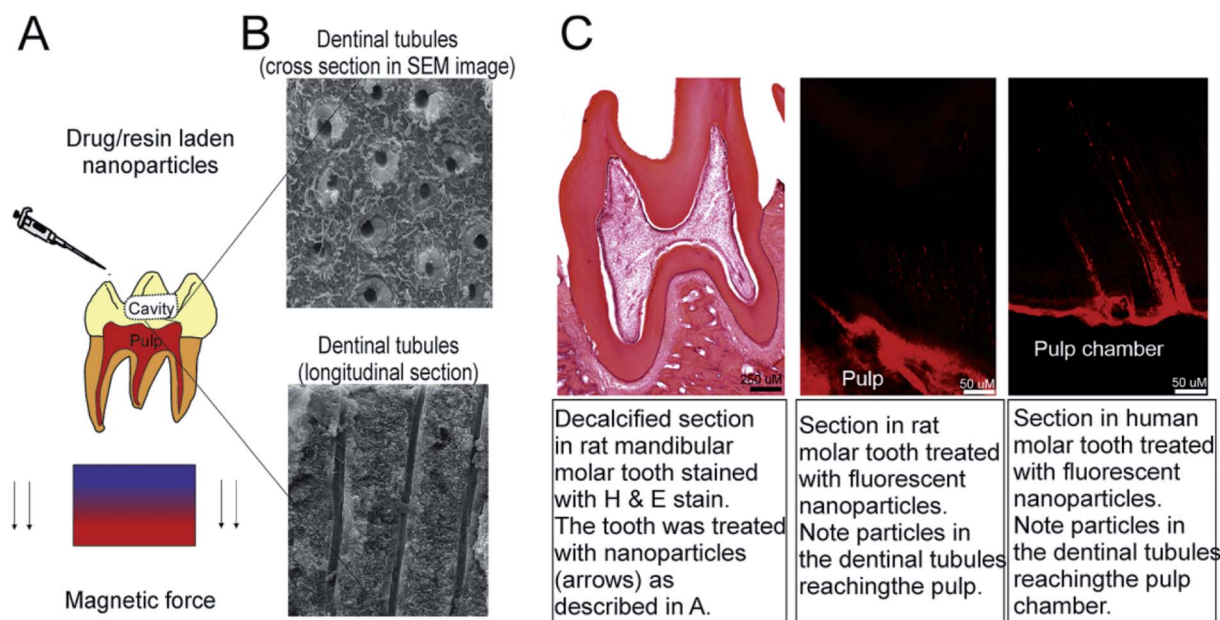 A
Drug/resin laden
nanoparticles
Cavity
Pulp
Magnetic force
B
Dentinal tubules
(cross section in SEM image)
Dentinal tubules
(longitudinal section)
C
250 uM
Pulp
50 uM
Pulp chamber
50 uM
Decalcified section
in rat mandibular
molar tooth stained
with H & E stain.
The tooth was treated
with nanoparticles
(arrows) as
described in A.
Section in rat
molar tooth treated
with fluorescent
nanoparticles.
Note particles in
the dentinal tubules
reachingthe pulp.
Section in human
molar tooth treated
with fluorescent
nanoparticles.
Note particles in
the dentinal tubules
reachingthe pulp
chamber.